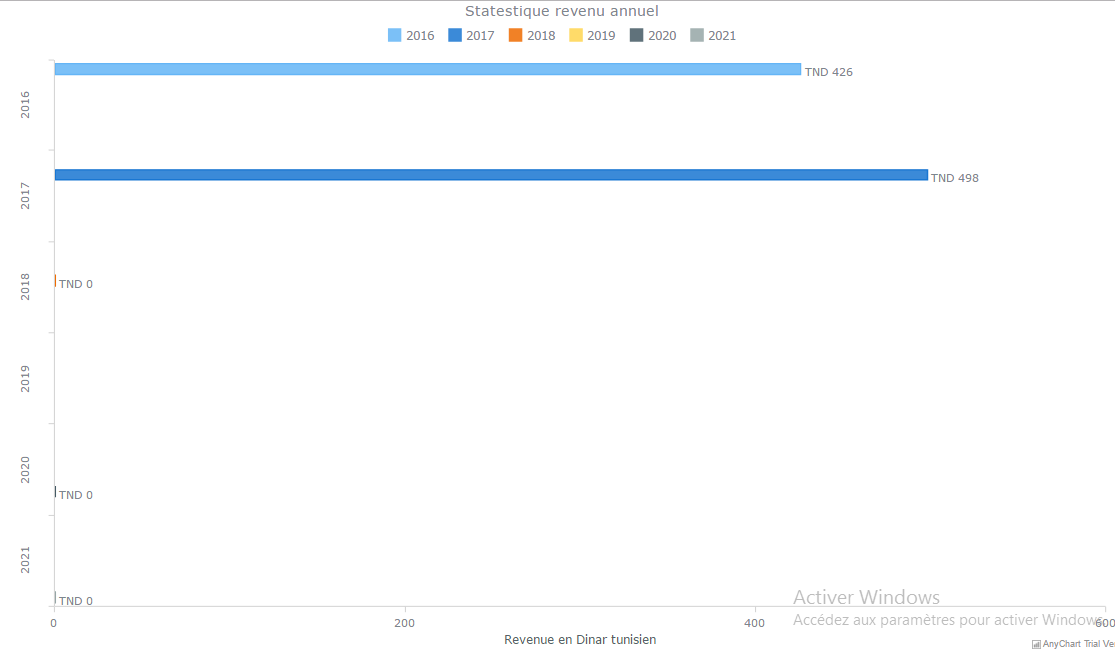 Statestique revenu annuel
2016 2017 2018 2019 2020 2021
2016
TND 426
2017
TND 498
2018
TND 0
2019
2020
TND 0
2021
TND 0
0 200 400 600
Revenue en Dinar tunisien
Activer Windows
Accédez aux paramètres pour activer Windows
AnyChart Trial Ve